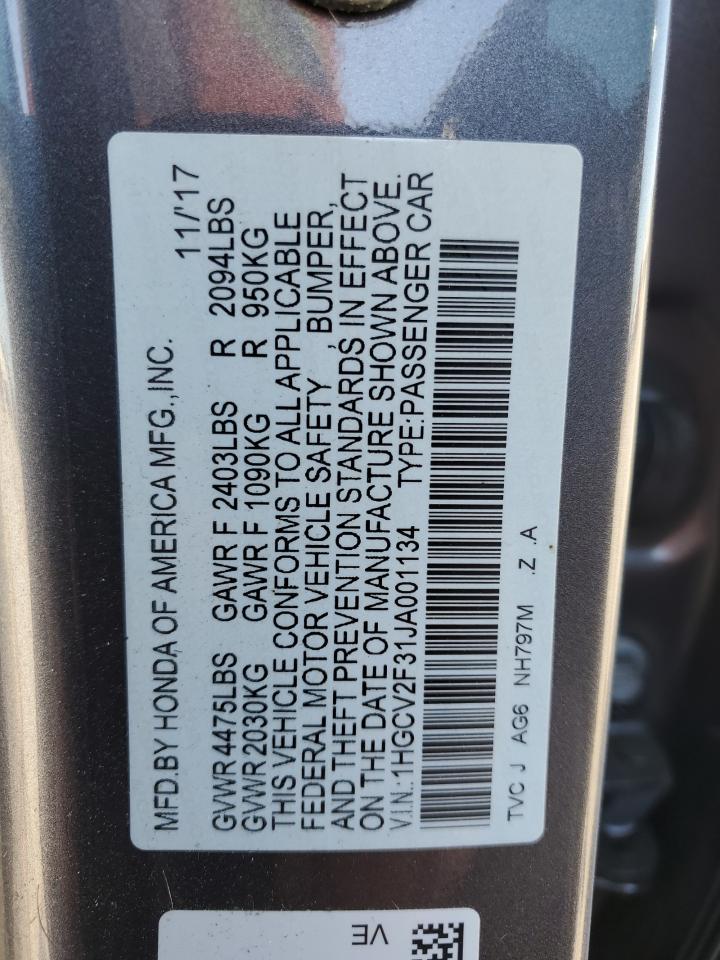 MFD.BY HONDA OF AMERICA MFG.,INC. 11/'17
GVWR 4475LBS GAWR F 2403LBS R 2094LBS
GVWR 2030KG GAWR F 1090KG R 950KG
THIS VEHICLE CONFORMS TO ALL APPLICABLE
FEDERAL MOTOR VEHICLE SAFETY , BUMPER,
AND THEFT PREVENTION STANDARDS IN EFFECT
ON THE DATE OF MANUFACTURE SHOWN ABOVE.
V.I.N.:1HGCV2F31JA001134 TYPE:PASSENGER CAR
TVC J AG6 NH797M .Z .A
VE